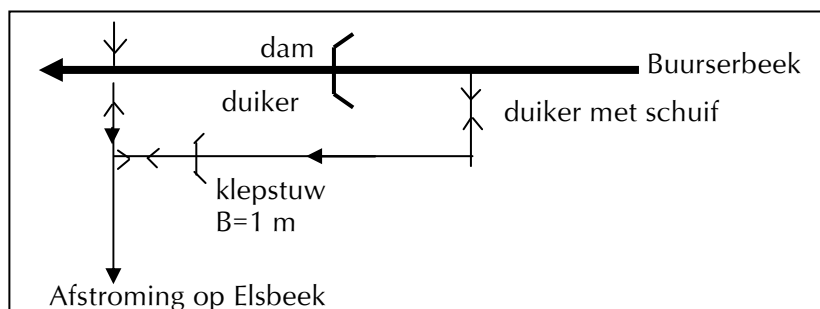 dam
Buurserbeek
duiker
duiker met schuif
klepstuw
B=1 m
Afstroming op Elsbeek